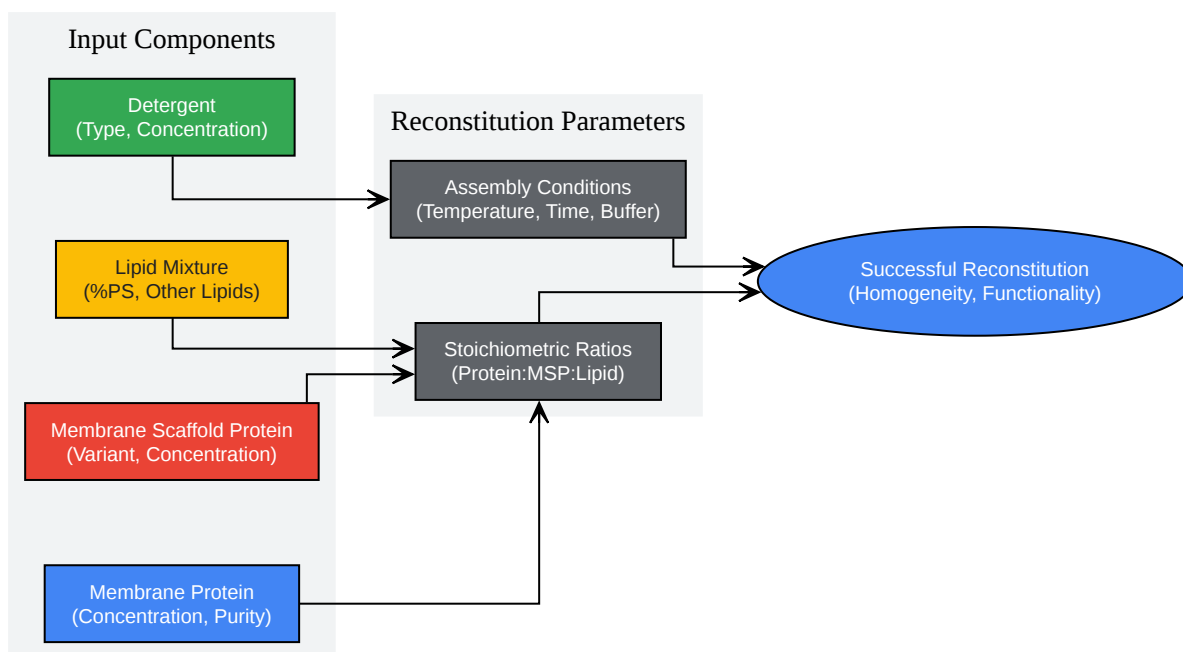 Input Components
Detergent
(Type, Concentration)
Lipid Mixture
(%PS, Other Lipids)
Membrane Scaffold Protein
(Variant, Concentration)
Membrane Protein
(Concentration, Purity)
Reconstitution Parameters
Assembly Conditions
(Temperature, Time, Buffer)
Stoichiometric Ratios
(Protein:MSP:Lipid)
Successful Reconstitution
(Homogeneity, Functionality)